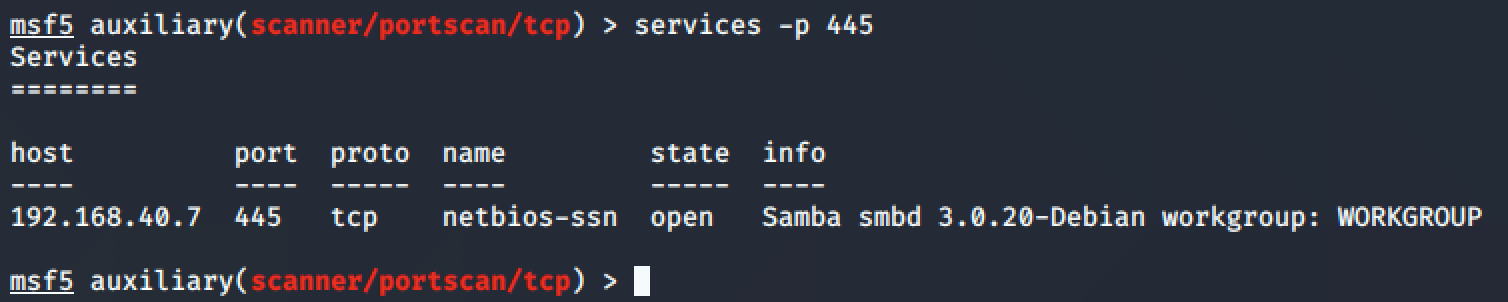 msf5 auxiliary(scanner/portscan/tcp) > services -p 445
Services
========
host            port  proto  name         state  info
----            ----  -----  ----         -----  ----
192.168.40.7  445   tcp    netbios-ssn  open   Samba smbd 3.0.20-Debian workgroup: WORKGROUP
msf5 auxiliary(scanner/portscan/tcp) >